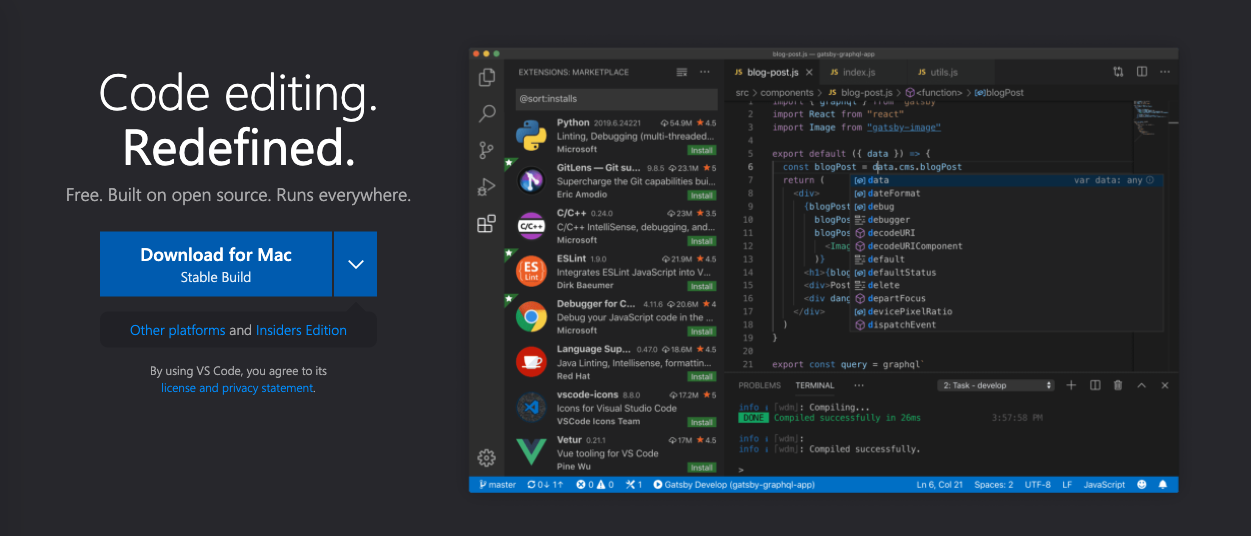 Code editing.
Redefined.
Free. Built on open source. Runs everywhere.
Download for Mac
Stable Build
Other platforms and Insiders Edition
By using VS Code, you agree to its
license and privacy statement.
blog-post.js — gatsby-graphql-app
EXTENSIONS: MARKETPLACE
@sort:installs
Python 2019.6.24221 54.9M 4.5
Linting, Debugging (multi-threaded...
Microsoft Install
GitLens — Git su... 9.8.5 23.1M 5
Supercharge the Git capabilities bui...
Eric Amodio Install
C/C++ 0.24.0 23M 3.5
C/C++ IntelliSense, debugging, and...
Microsoft Install
ESLint 1.9.0 21.9M 4.5
Integrates ESLint JavaScript into V...
Dirk Baeumer Install
Debugger for C... 4.11.6 20.6M 4
Debug your JavaScript code in the ...
Microsoft Install
Language Sup... 0.47.0 18.6M 4.5
Java Linting, Intellisense, formattin...
Red Hat Install
vscode-icons 8.8.0 17.2M 5
Icons for Visual Studio Code
VSCode Icons Team Install
Vetur 0.21.1 17M 4.5
Vue tooling for VS Code
Pine Wu Install
C/C++
ES
Lint
JS blog-post.js JS index.js JS utils.js
src > components > JS blog-post.js > <function> > blogPost
1 import { graphql } from "gatsby"
2 import React from "react"
3 import Image from "gatsby-image"
4
5 export default ({ data }) => {
6 const blogPost = data.cms.blogPost
7 return (
8 <div>
9 {blogPost
10 blogPos
11 blogPos
12 <Imag
13 )}
14 <h1>{blog
15 <div>Post
16 <div dang
17 </div>
18 )
19 }
20
21 export const query = graphql`
data var data: any
dateFormat
debug
debugger
decodeURI
decodeURIComponent
default
defaultStatus
delete
departFocus
devicePixelRatio
dispatchEvent
PROBLEMS TERMINAL ... 2: Task - develop
info : [wdm]: Compiling...
DONE Compiled successfully in 26ms 3:57:58 PM
info : [wdm]:
info : [wdm]: Compiled successfully.
>
master 0↓ 1↑ 0 0 1 Gatsby Develop (gatsby-graphql-app) Ln 6, Col 21 Spaces: 2 UTF-8 LF JavaScript